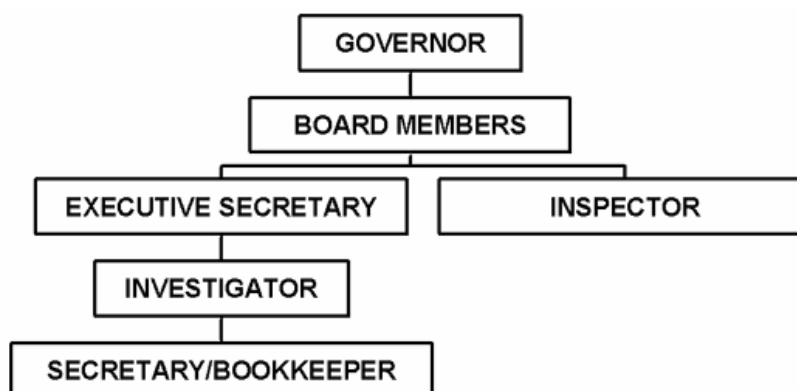 GOVERNOR
BOARD MEMBERS
EXECUTIVE SECRETARY
INSPECTOR
INVESTIGATOR
SECRETARY/BOOKKEEPER